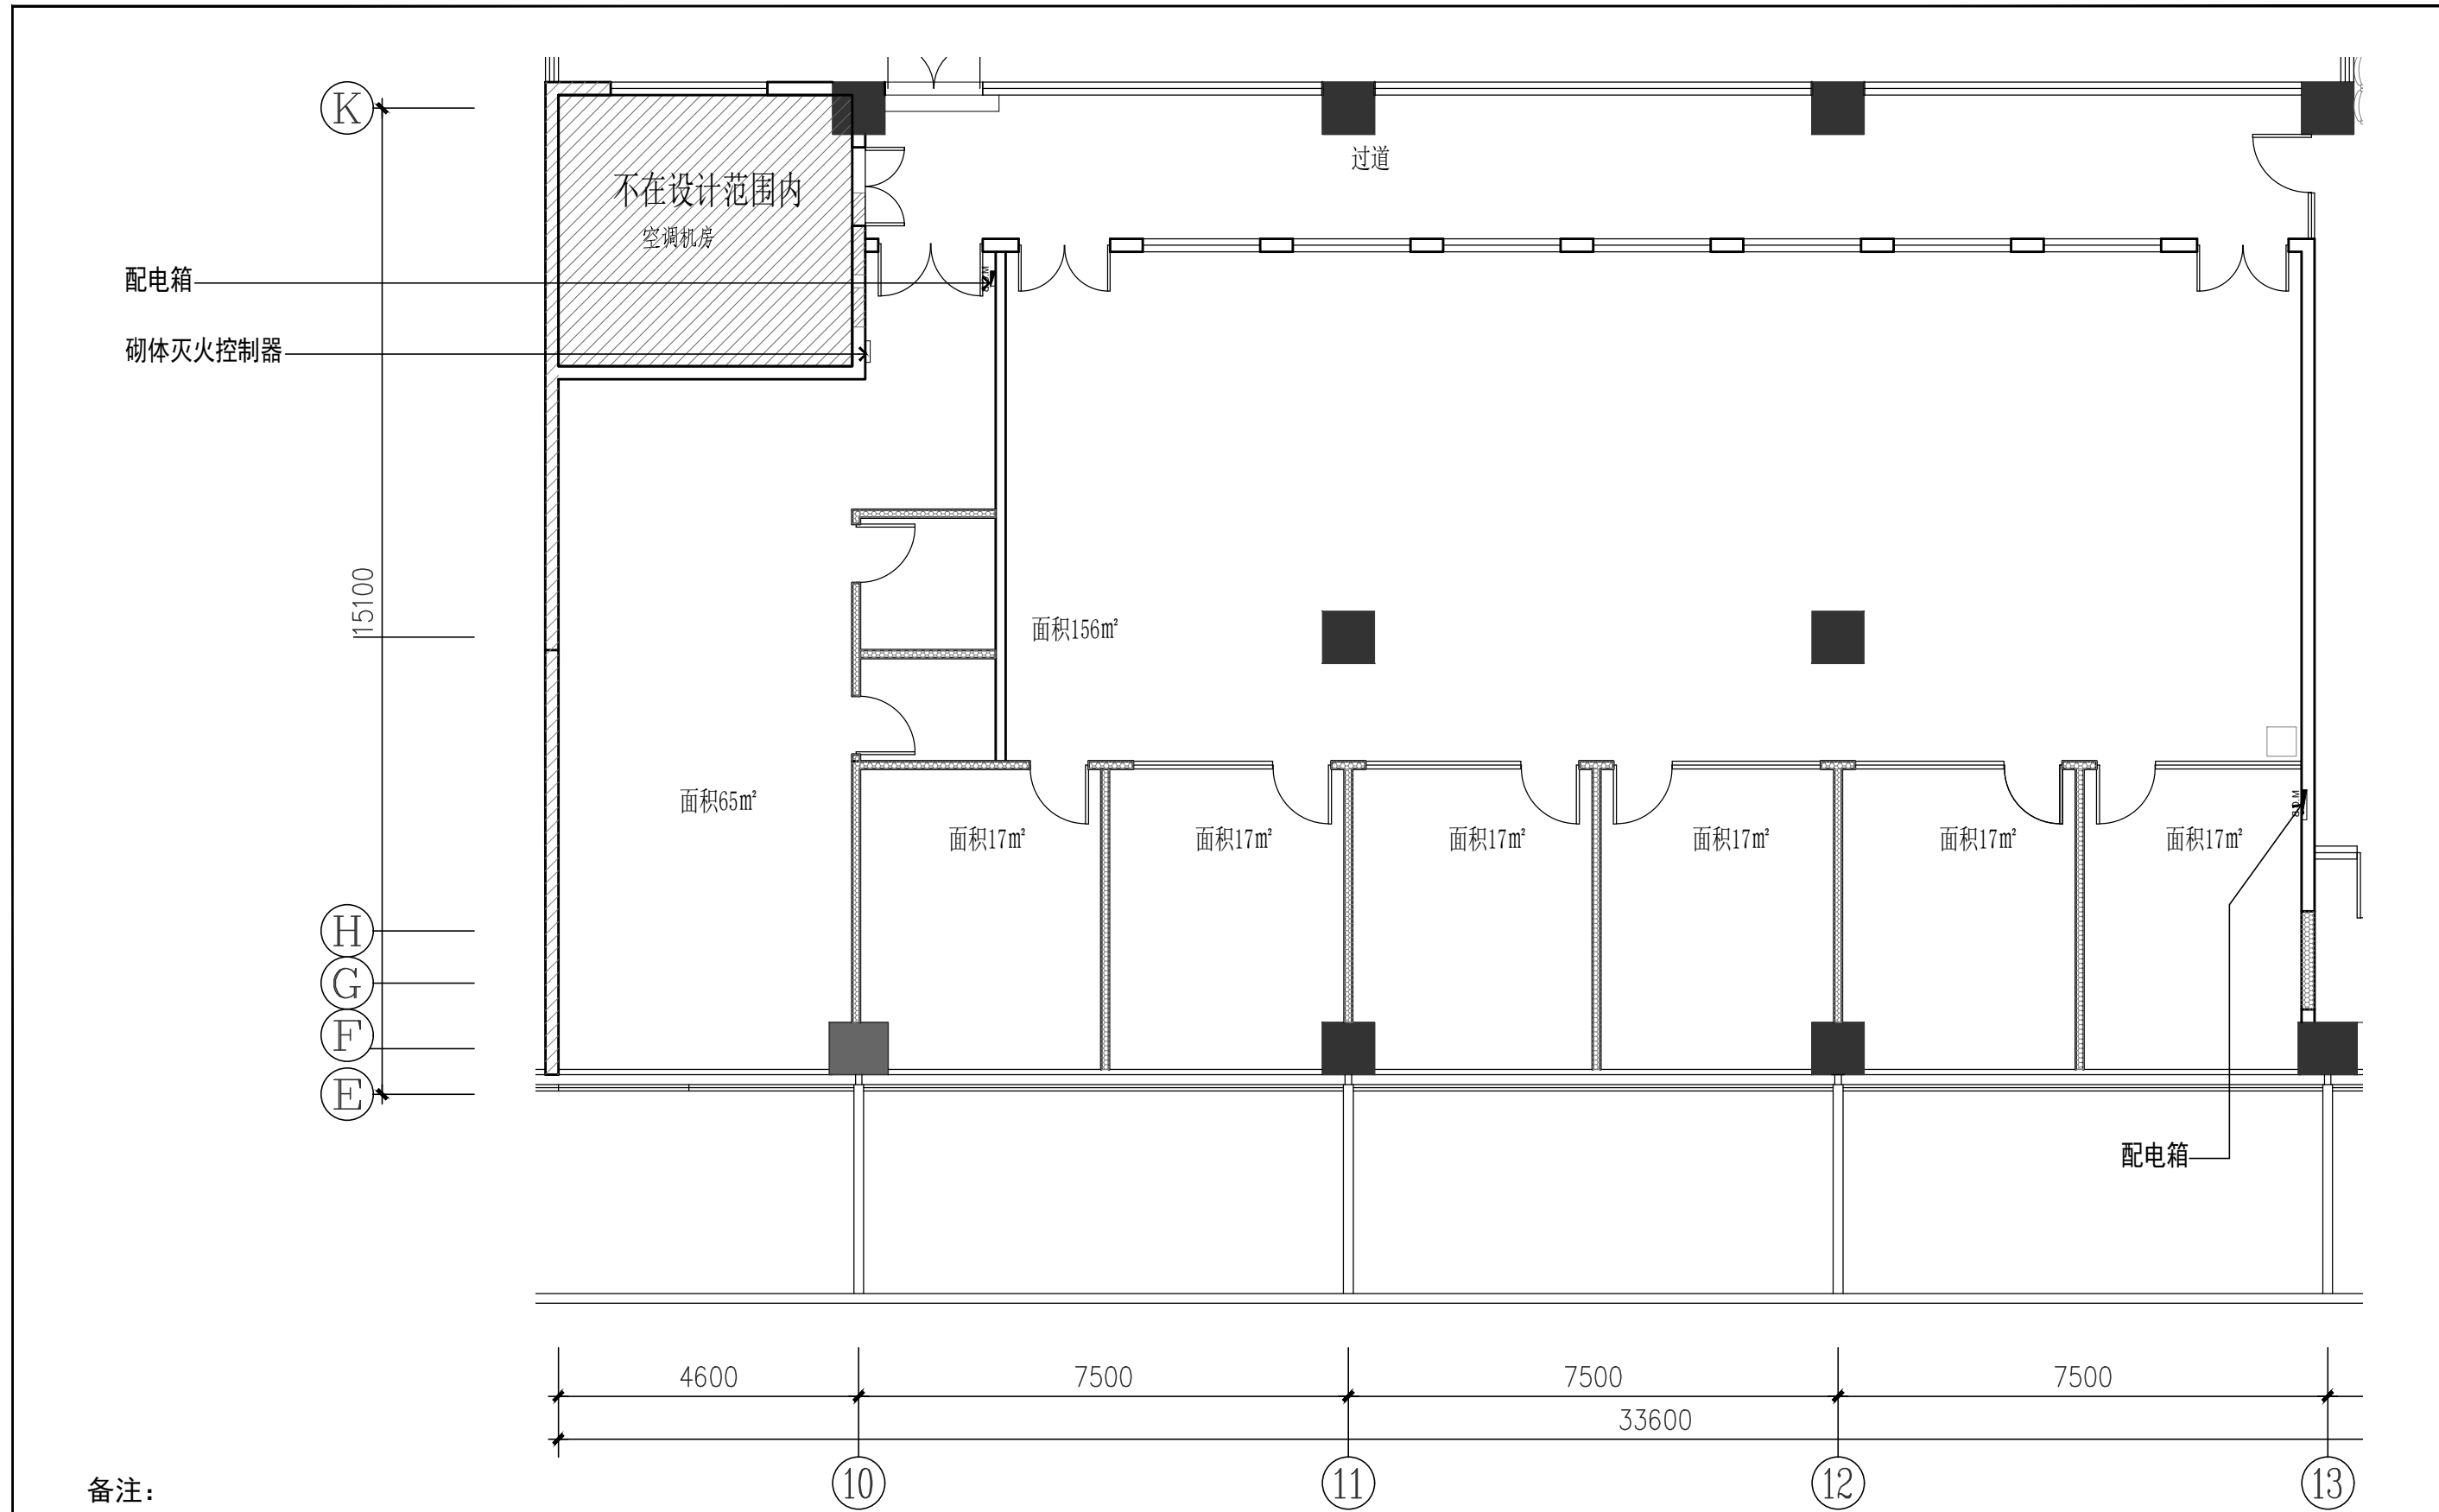 K
过道
不在设计范围内
空调机房
配电箱
砌体灭火控制器
15100
面积156m²
面积65m²
面积17m²
面积17m²
面积17m²
面积17m²
面积17m²
面积17m²
H
G
F
E
配电箱
4600
7500
7500
7500
33600
10
11
12
13
备注：